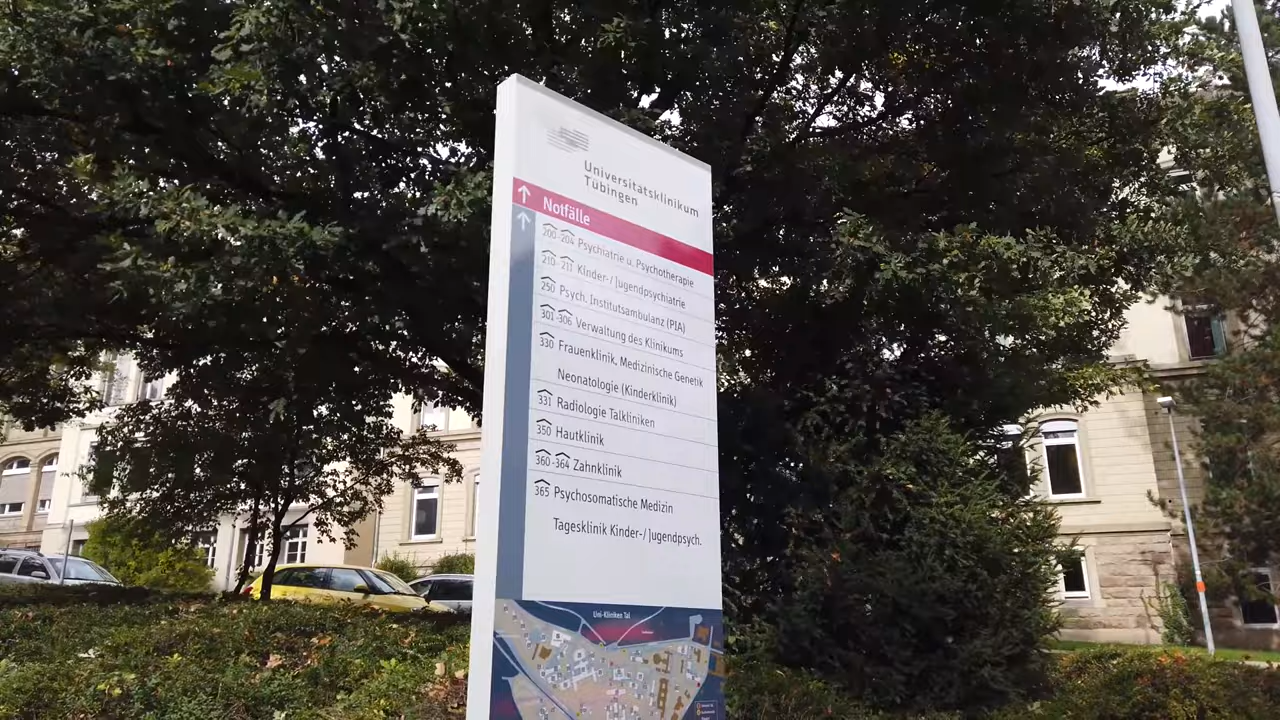 Universitätsklinikum
Tübingen
Notfälle
200-204 Psychiatrie u. Psychotherapie
210-211 Kinder-/Jugendpsychiatrie
250 Psych. Institutsambulanz (PIA)
301-306 Verwaltung des Klinikums
330 Frauenklinik, Medizinische Genetik
Neonatologie (Kinderklinik)
331 Radiologie Talkliniken
350 Hautklinik
360-364 Zahnklinik
365 Psychosomatische Medizin
Tagesklinik Kinder-/Jugendpsych.
Uni-Kliniken Tal